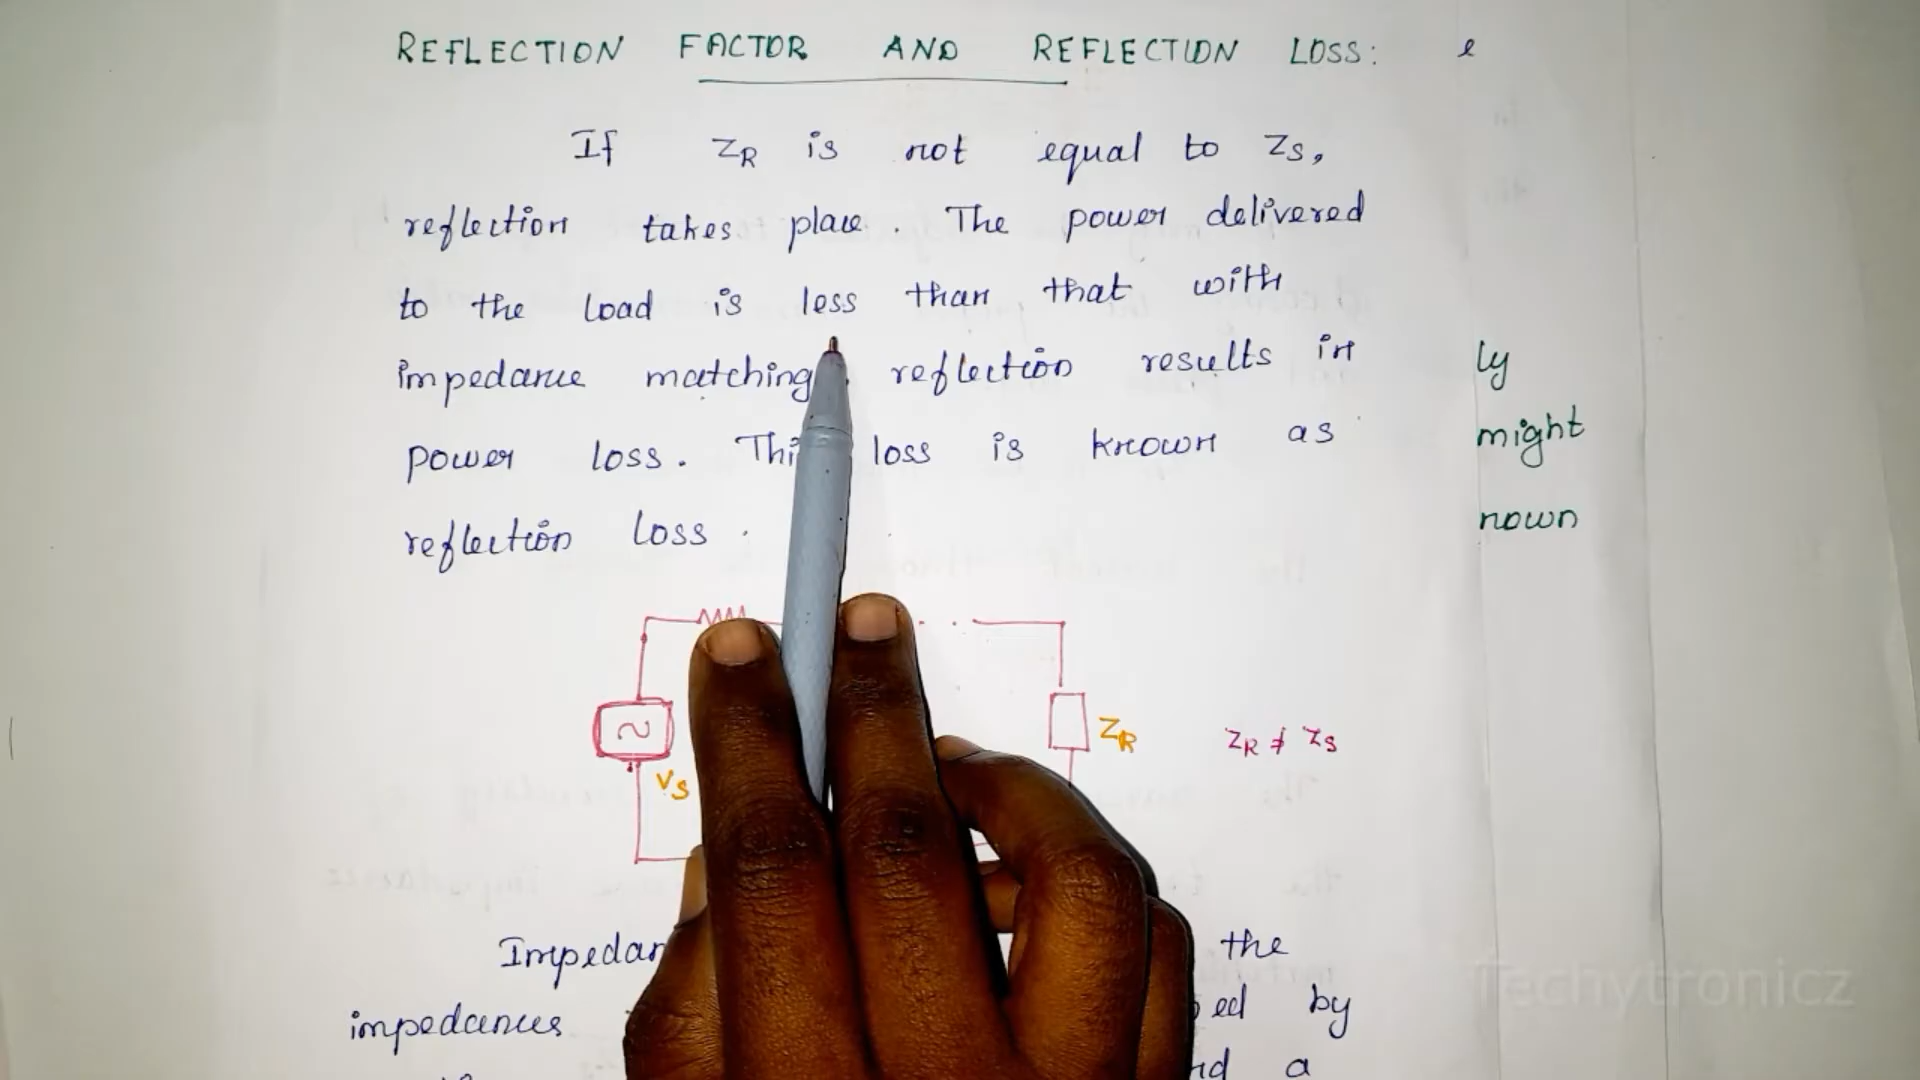 REFLECTION FACTOR AND REFLECTION LOSS: e
If ZR is not equal to Zs,
reflection takes place. The power delivered
to the load is less than that with
impedance matching reflection results in
ly
power loss. This loss is known as
might
reflection loss.
nown
ZR
ZR ≠ Zs
Vs
the
impedances by
a
Techytronicz